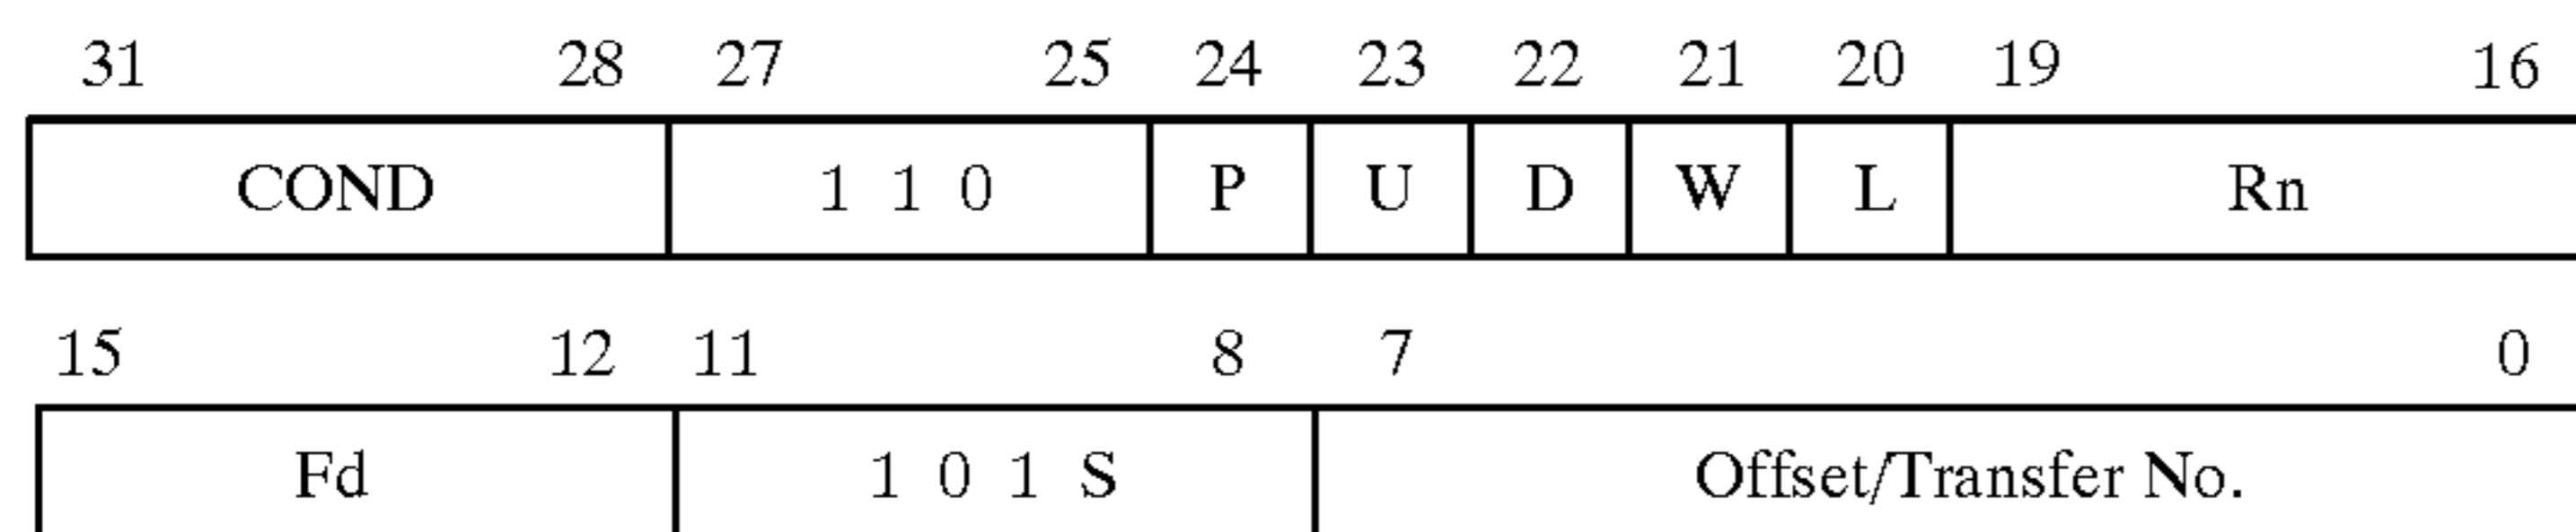 31 28 27 25 24 23 22 21 20 19 16
COND 1 1 0 P U D W L Rn
15 12 11 8 7 0
Fd 1 0 1 S Offset/Transfer No.